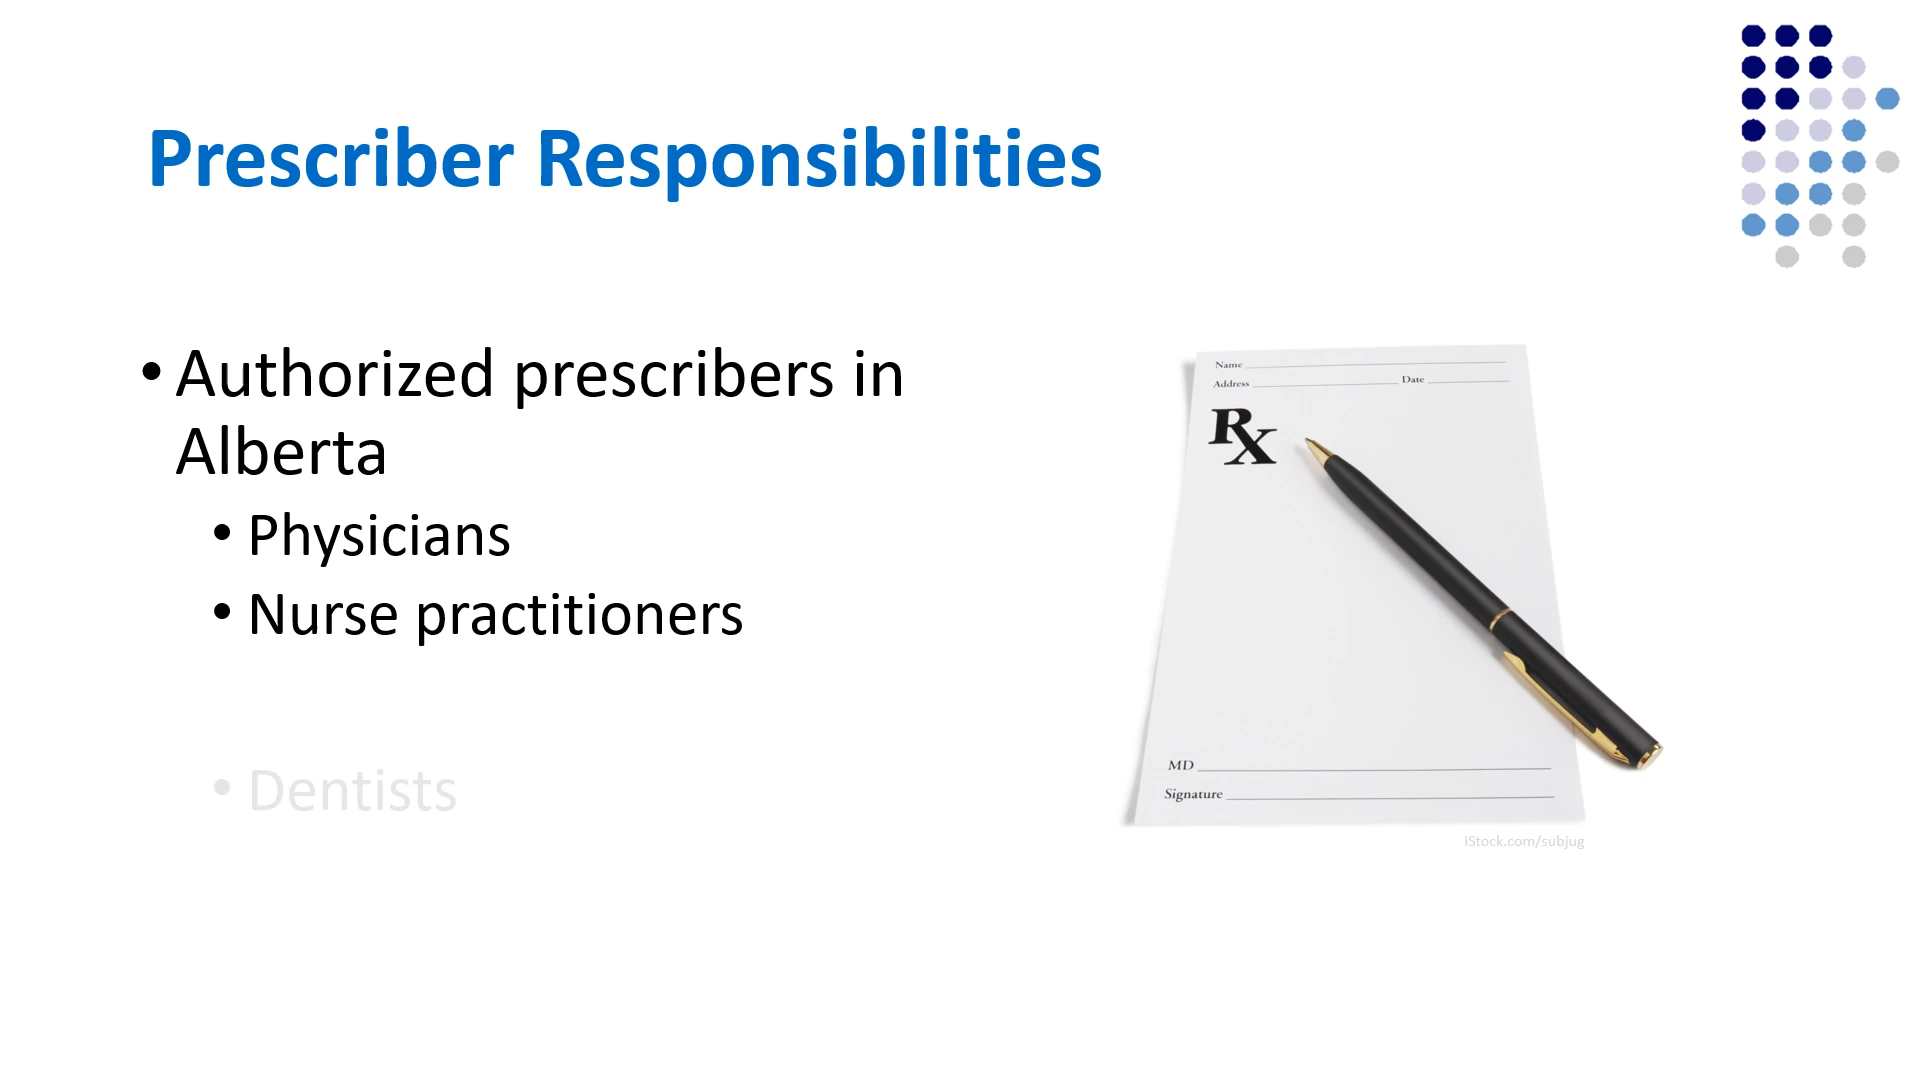 Prescriber Responsibilities
• Authorized prescribers in
Alberta
• Physicians
• Nurse practitioners
• Dentists
Name
Address Date
Rx
MD
Signature
iStock.com/subjug